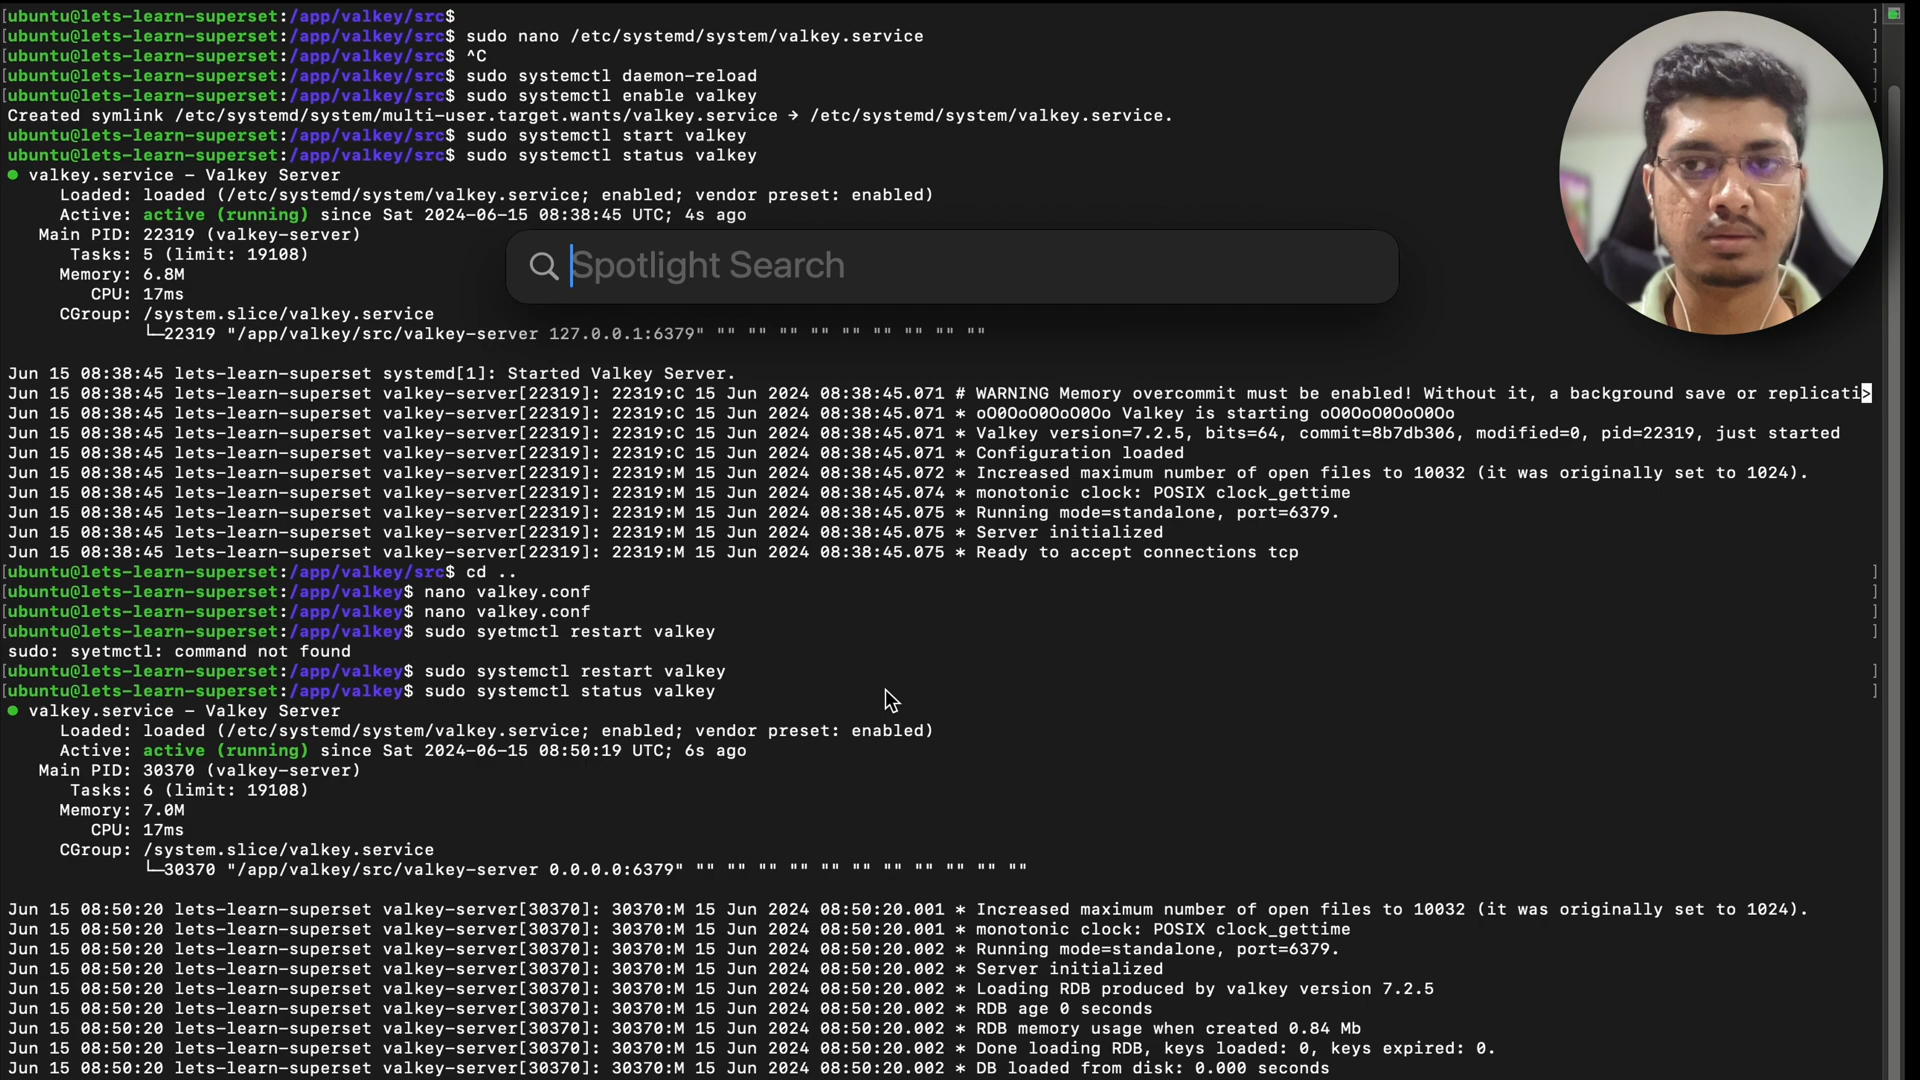 [ubuntu@lets-learn-superset:/app/valkey/src$ ]
[ubuntu@lets-learn-superset:/app/valkey/src$ sudo nano /etc/systemd/system/valkey.service ]
[ubuntu@lets-learn-superset:/app/valkey/src$ ^C ]
[ubuntu@lets-learn-superset:/app/valkey/src$ sudo systemctl daemon-reload ]
[ubuntu@lets-learn-superset:/app/valkey/src$ sudo systemctl enable valkey ]
Created symlink /etc/systemd/system/multi-user.target.wants/valkey.service → /etc/systemd/system/valkey.service.
ubuntu@lets-learn-superset:/app/valkey/src$ sudo systemctl start valkey
ubuntu@lets-learn-superset:/app/valkey/src$ sudo systemctl status valkey
● valkey.service – Valkey Server
Loaded: loaded (/etc/systemd/system/valkey.service; enabled; vendor preset: enabled)
Active: active (running) since Sat 2024-06-15 08:38:45 UTC; 4s ago
Main PID: 22319 (valkey-server)
Tasks: 5 (limit: 19108)
Spotlight Search
Memory: 6.8M
CPU: 17ms
CGroup: /system.slice/valkey.service
└─22319 "/app/valkey/src/valkey-server 127.0.0.1:6379" "" "" "" "" "" "" "" "" ""
Jun 15 08:38:45 lets-learn-superset systemd[1]: Started Valkey Server.
Jun 15 08:38:45 lets-learn-superset valkey-server[22319]: 22319:C 15 Jun 2024 08:38:45.071 # WARNING Memory overcommit must be enabled! Without it, a background save or replicati>
Jun 15 08:38:45 lets-learn-superset valkey-server[22319]: 22319:C 15 Jun 2024 08:38:45.071 * oO0OoO0OoO0Oo Valkey is starting oO0OoO0OoO0Oo
Jun 15 08:38:45 lets-learn-superset valkey-server[22319]: 22319:C 15 Jun 2024 08:38:45.071 * Valkey version=7.2.5, bits=64, commit=8b7db306, modified=0, pid=22319, just started
Jun 15 08:38:45 lets-learn-superset valkey-server[22319]: 22319:C 15 Jun 2024 08:38:45.071 * Configuration loaded
Jun 15 08:38:45 lets-learn-superset valkey-server[22319]: 22319:M 15 Jun 2024 08:38:45.072 * Increased maximum number of open files to 10032 (it was originally set to 1024).
Jun 15 08:38:45 lets-learn-superset valkey-server[22319]: 22319:M 15 Jun 2024 08:38:45.074 * monotonic clock: POSIX clock_gettime
Jun 15 08:38:45 lets-learn-superset valkey-server[22319]: 22319:M 15 Jun 2024 08:38:45.075 * Running mode=standalone, port=6379.
Jun 15 08:38:45 lets-learn-superset valkey-server[22319]: 22319:M 15 Jun 2024 08:38:45.075 * Server initialized
Jun 15 08:38:45 lets-learn-superset valkey-server[22319]: 22319:M 15 Jun 2024 08:38:45.075 * Ready to accept connections tcp
[ubuntu@lets-learn-superset:/app/valkey/src$ cd .. ]
[ubuntu@lets-learn-superset:/app/valkey$ nano valkey.conf ]
[ubuntu@lets-learn-superset:/app/valkey$ nano valkey.conf ]
[ubuntu@lets-learn-superset:/app/valkey$ sudo syetmctl restart valkey ]
sudo: syetmctl: command not found
[ubuntu@lets-learn-superset:/app/valkey$ sudo systemctl restart valkey ]
[ubuntu@lets-learn-superset:/app/valkey$ sudo systemctl status valkey ]
● valkey.service – Valkey Server
Loaded: loaded (/etc/systemd/system/valkey.service; enabled; vendor preset: enabled)
Active: active (running) since Sat 2024-06-15 08:50:19 UTC; 6s ago
Main PID: 30370 (valkey-server)
Tasks: 6 (limit: 19108)
Memory: 7.0M
CPU: 17ms
CGroup: /system.slice/valkey.service
└─30370 "/app/valkey/src/valkey-server 0.0.0.0:6379" "" "" "" "" "" "" "" "" "" "" ""
Jun 15 08:50:20 lets-learn-superset valkey-server[30370]: 30370:M 15 Jun 2024 08:50:20.001 * Increased maximum number of open files to 10032 (it was originally set to 1024).
Jun 15 08:50:20 lets-learn-superset valkey-server[30370]: 30370:M 15 Jun 2024 08:50:20.001 * monotonic clock: POSIX clock_gettime
Jun 15 08:50:20 lets-learn-superset valkey-server[30370]: 30370:M 15 Jun 2024 08:50:20.002 * Running mode=standalone, port=6379.
Jun 15 08:50:20 lets-learn-superset valkey-server[30370]: 30370:M 15 Jun 2024 08:50:20.002 * Server initialized
Jun 15 08:50:20 lets-learn-superset valkey-server[30370]: 30370:M 15 Jun 2024 08:50:20.002 * Loading RDB produced by valkey version 7.2.5
Jun 15 08:50:20 lets-learn-superset valkey-server[30370]: 30370:M 15 Jun 2024 08:50:20.002 * RDB age 0 seconds
Jun 15 08:50:20 lets-learn-superset valkey-server[30370]: 30370:M 15 Jun 2024 08:50:20.002 * RDB memory usage when created 0.84 Mb
Jun 15 08:50:20 lets-learn-superset valkey-server[30370]: 30370:M 15 Jun 2024 08:50:20.002 * Done loading RDB, keys loaded: 0, keys expired: 0.
Jun 15 08:50:20 lets-learn-superset valkey-server[30370]: 30370:M 15 Jun 2024 08:50:20.002 * DB loaded from disk: 0.000 seconds